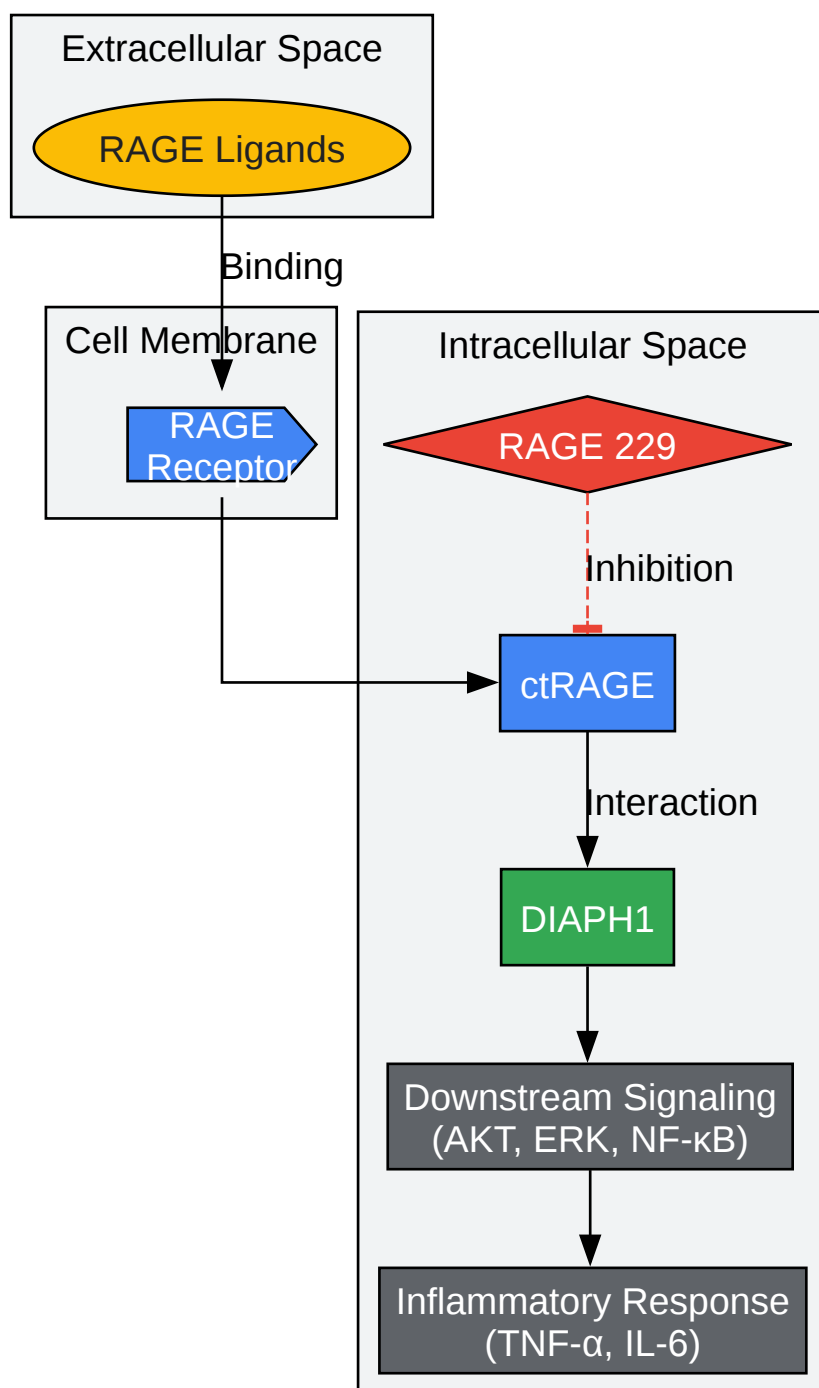 Extracellular Space
RAGE Ligands
Binding
Cell Membrane
RAGE
Receptor
Intracellular Space
RAGE 229
Inhibition
ctRAGE
Interaction
DIAPH1
Downstream Signaling
(AKT, ERK, NF-κB)
Inflammatory Response
(TNF-α, IL-6)